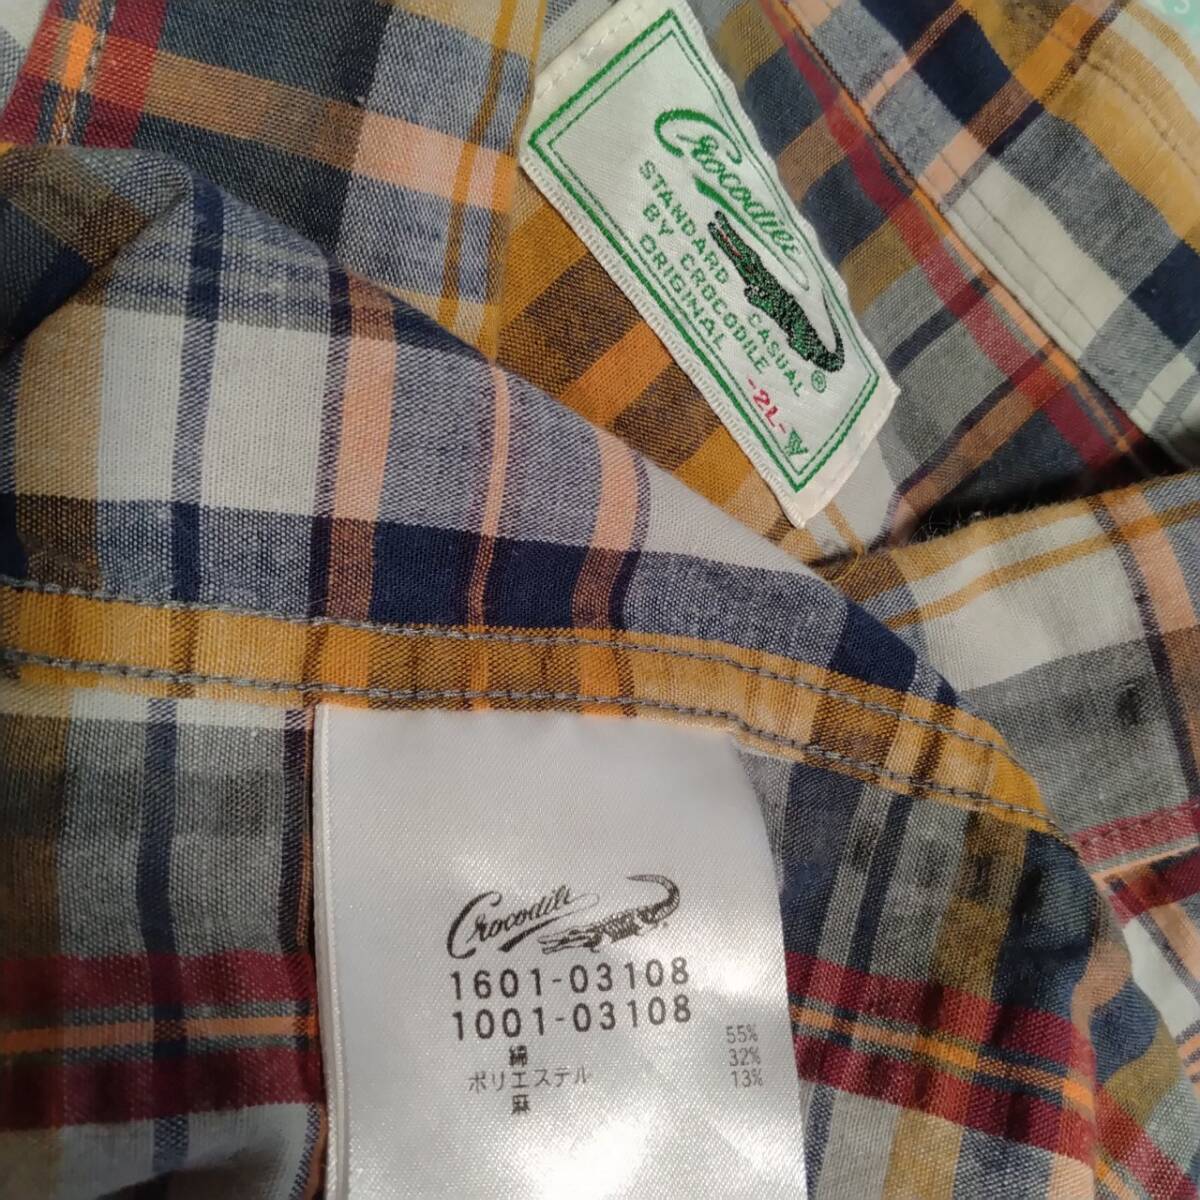 Crocodile
STANDARD CASUAL
BY CROCODILE
ORIGINAL
®
-2L-
Crocodile
1601-03108
1001-03108
綿 55%
ポリエステル 32%
麻 13%